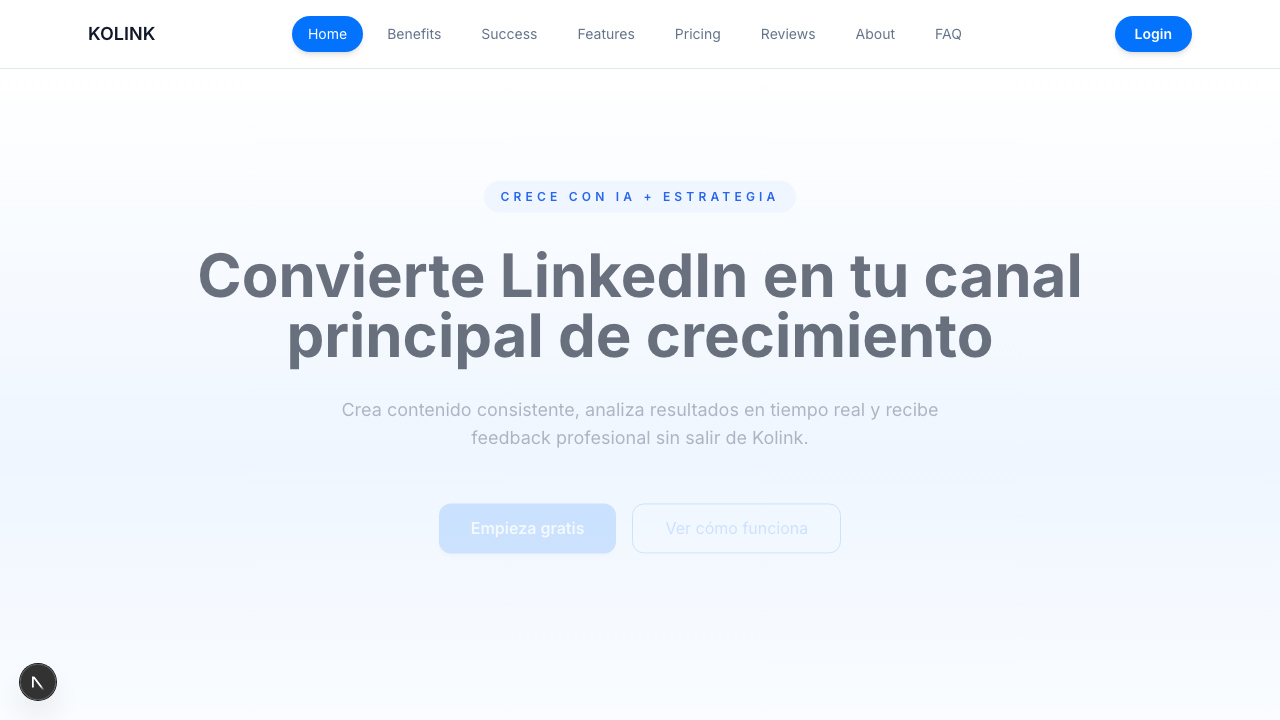 KOLINK
Home
Benefits
Success
Features
Pricing
Reviews
About
FAQ
Login
CRECE CON IA + ESTRATEGIA
Convierte LinkedIn en tu canal
principal de crecimiento
Crea contenido consistente, analiza resultados en tiempo real y recibe
feedback profesional sin salir de Kolink.
Empieza gratis
Ver cómo funciona